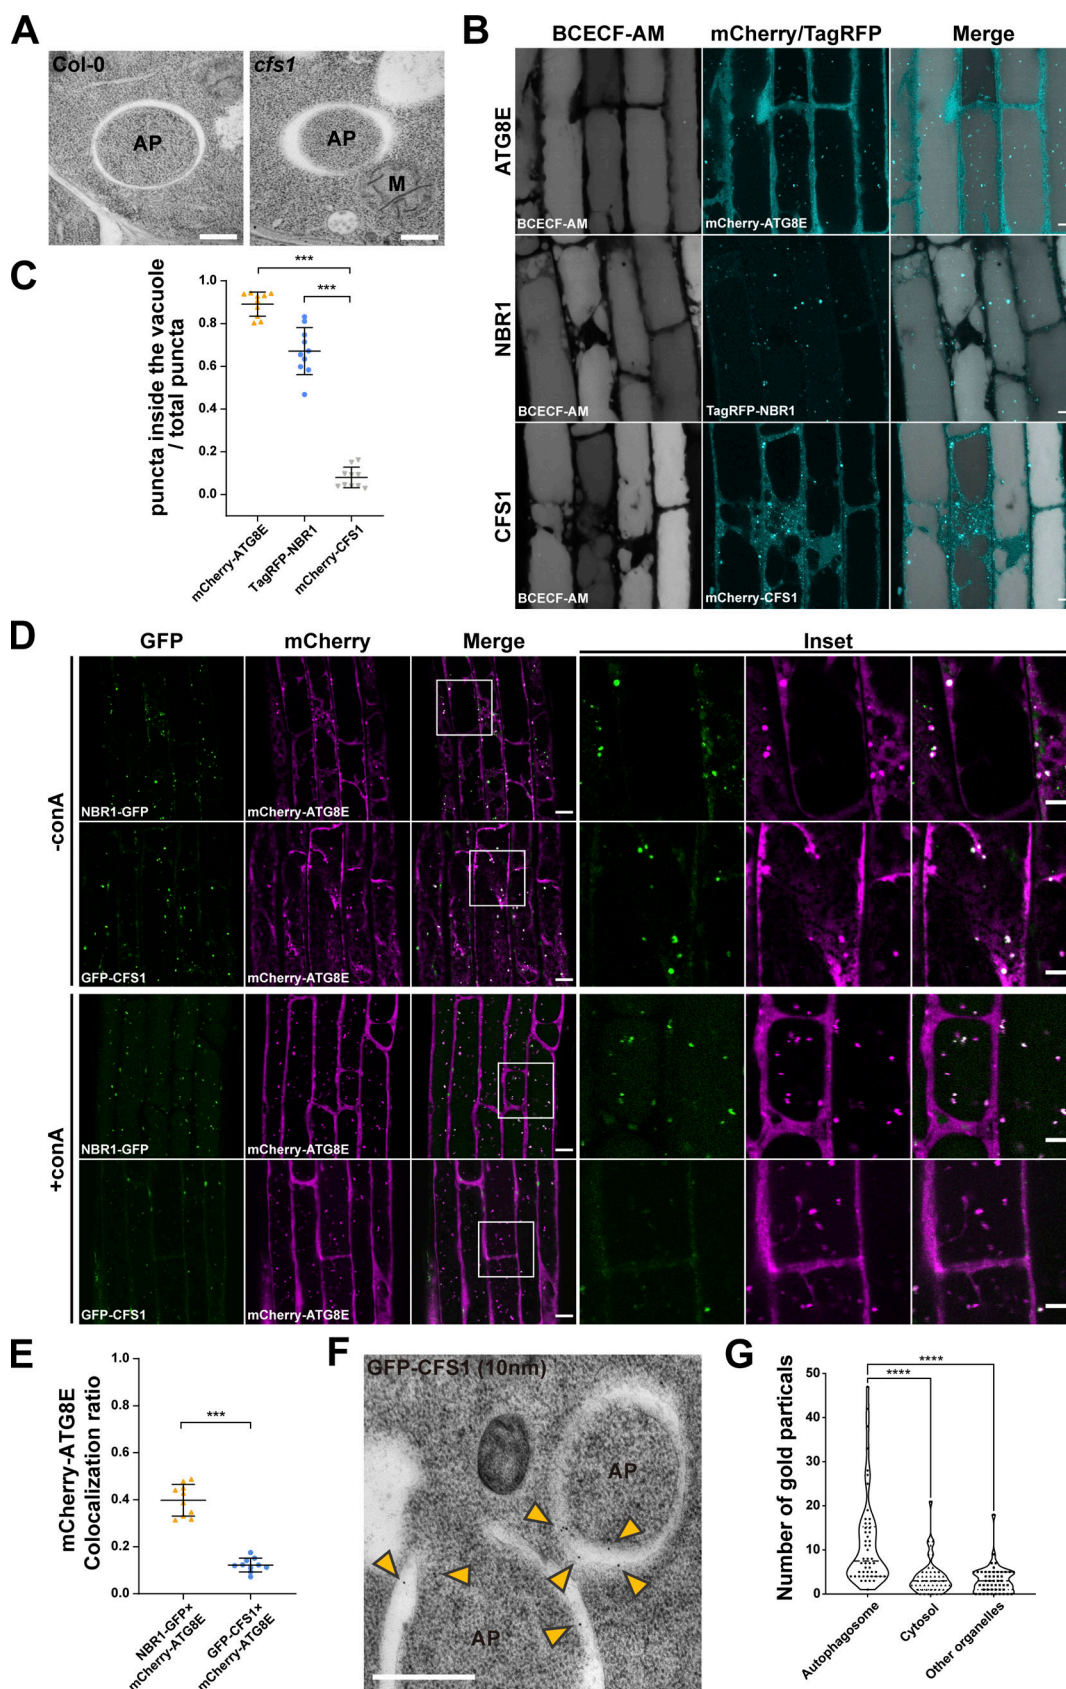 A
Col-0
cfs1
AP
AP
M
B
BCECF-AM
mCherry/TagRFP
Merge
ATG8E
BCECF-AM
mCherry-ATG8E
NBR1
BCECF-AM
TagRFP-NBR1
CFS1
BCECF-AM
mCherry-CFS1
C
puncta inside the vacuole
/ total puncta
1.0
0.8
0.6
0.4
0.2
0.0
***
***
mCherry-ATG8E
TagRFP-NBR1
mCherry-CFS1
D
GFP
mCherry
Merge
Inset
-conA
NBR1-GFP
mCherry-ATG8E
GFP-CFS1
mCherry-ATG8E
+conA
NBR1-GFP
mCherry-ATG8E
GFP-CFS1
mCherry-ATG8E
E
mCherry-ATG8E
Colocalization ratio
1.0
0.8
0.6
0.4
0.2
0.0
***
NBR1-GFP×
mCherry-ATG8E
GFP-CFS1×
mCherry-ATG8E
F
GFP-CFS1 (10nm)
AP
AP
G
Number of gold particals
50
40
30
20
10
0
****
****
Autophagosome
Cytosol
Other organelles